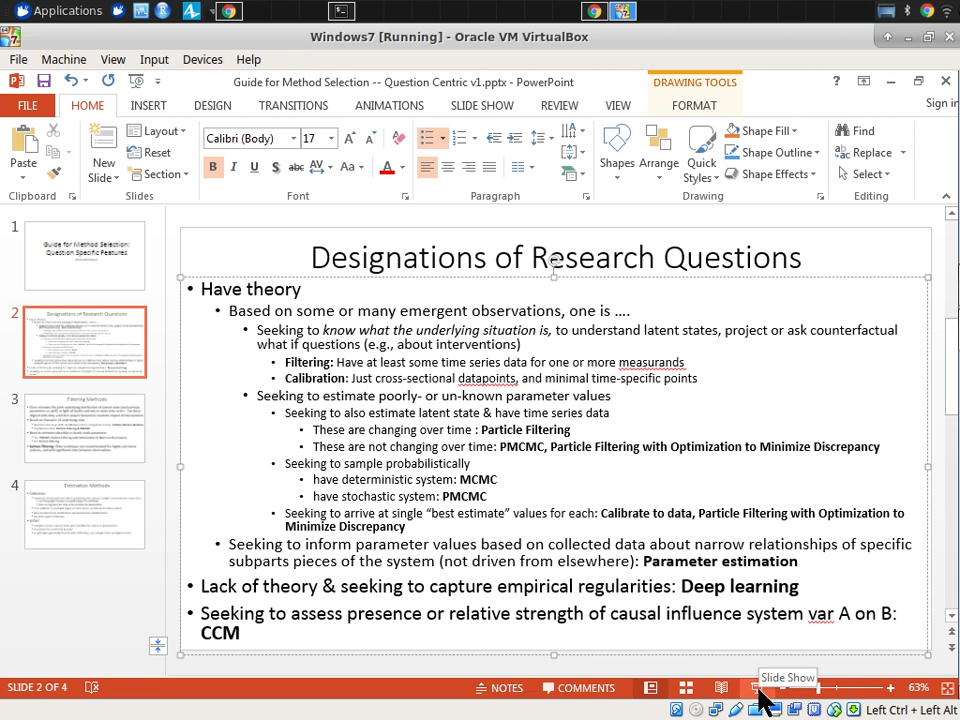 Applications
Windows7 [Running] - Oracle VM VirtualBox
File Machine View Input Devices Help
Guide for Method Selection -- Question Centric v1.pptx - PowerPoint
DRAWING TOOLS
FILE HOME INSERT DESIGN TRANSITIONS ANIMATIONS SLIDE SHOW REVIEW VIEW FORMAT
Sign in
Paste
New
Slide
Layout
Reset
Section
Calibri (Body) 17
Shapes
Arrange
Quick
Styles
Shape Fill
Shape Outline
Shape Effects
Find
Replace
Select
Clipboard Slides Font Paragraph Drawing Editing
1
Guide for Method Selection:
Question Specific Features
2
Designations of Research Questions
3
Filtering Methods
4
Estimation Methods
Designations of Research Questions
• Have theory
• Based on some or many emergent observations, one is ….
• Seeking to know what the underlying situation is, to understand latent states, project or ask counterfactual
what if questions (e.g., about interventions)
• Filtering: Have at least some time series data for one or more measurands
• Calibration: Just cross-sectional datapoints, and minimal time-specific points
• Seeking to estimate poorly- or un-known parameter values
• Seeking to also estimate latent state & have time series data
• These are changing over time : Particle Filtering
• These are not changing over time: PMCMC, Particle Filtering with Optimization to Minimize Discrepancy
• Seeking to sample probabilistically
• have deterministic system: MCMC
• have stochastic system: PMCMC
• Seeking to arrive at single “best estimate” values for each: Calibrate to data, Particle Filtering with Optimization to
Minimize Discrepancy
• Seeking to inform parameter values based on collected data about narrow relationships of specific
subparts pieces of the system (not driven from elsewhere): Parameter estimation
• Lack of theory & seeking to capture empirical regularities: Deep learning
• Seeking to assess presence or relative strength of causal influence system var A on B:
CCM
Slide Show
SLIDE 2 OF 4
NOTES
COMMENTS
63%
Left Ctrl + Left Alt